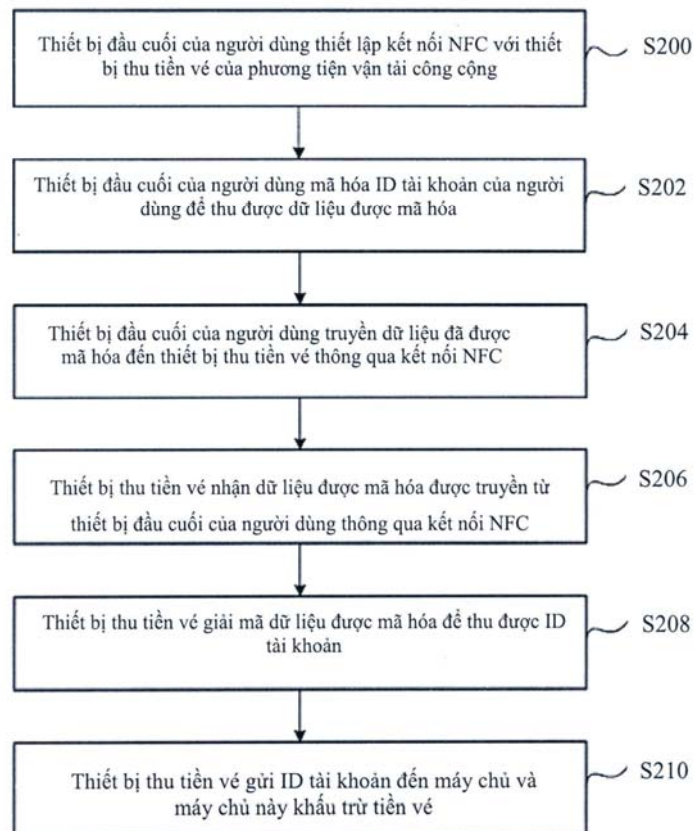 Thiết bị đầu cuối của người dùng thiết lập kết nối NFC với thiết
bị thu tiền vé của phương tiện vận tải công cộng
S200
Thiết bị đầu cuối của người dùng mã hóa ID tài khoản của người
dùng để thu được dữ liệu được mã hóa
S202
Thiết bị đầu cuối của người dùng truyền dữ liệu đã được
mã hóa đến thiết bị thu tiền vé thông qua kết nối NFC
S204
Thiết bị thu tiền vé nhận dữ liệu được mã hóa được truyền từ
thiết bị đầu cuối của người dùng thông qua kết nối NFC
S206
Thiết bị thu tiền vé giải mã dữ liệu được mã hóa để thu được ID
tài khoản
S208
Thiết bị thu tiền vé gửi ID tài khoản đến máy chủ và
máy chủ này khấu trừ tiền vé
S210